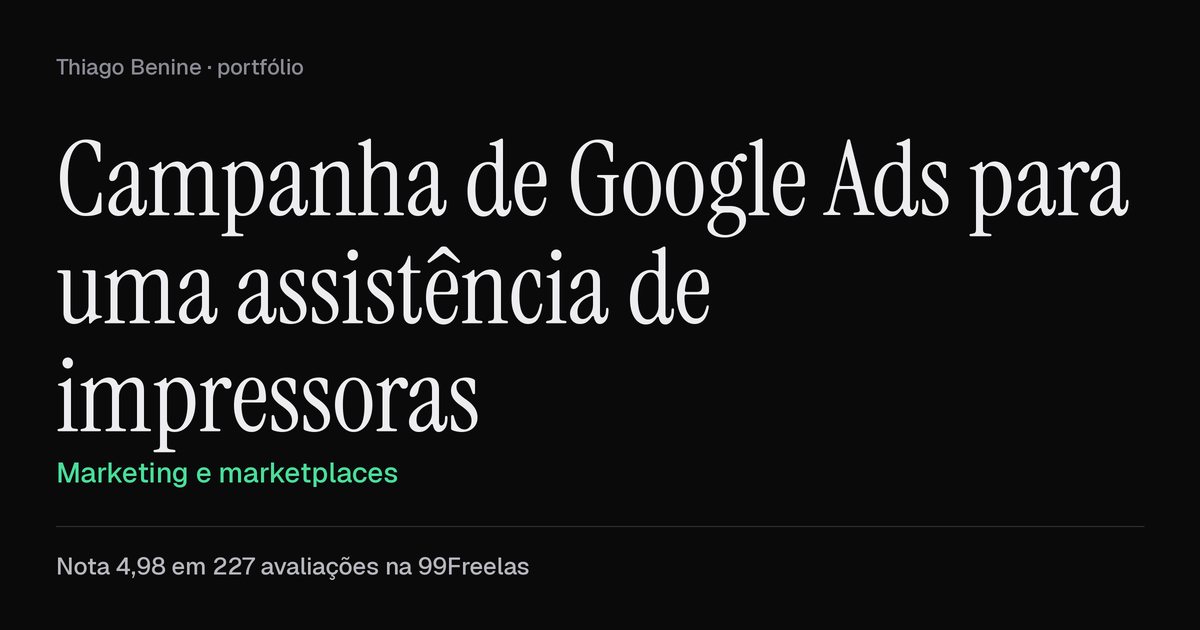 Thiago Benine · portfólio
Campanha de Google Ads para
uma assistência de
impressoras
Marketing e marketplaces
Nota 4,98 em 227 avaliações na 99Freelas